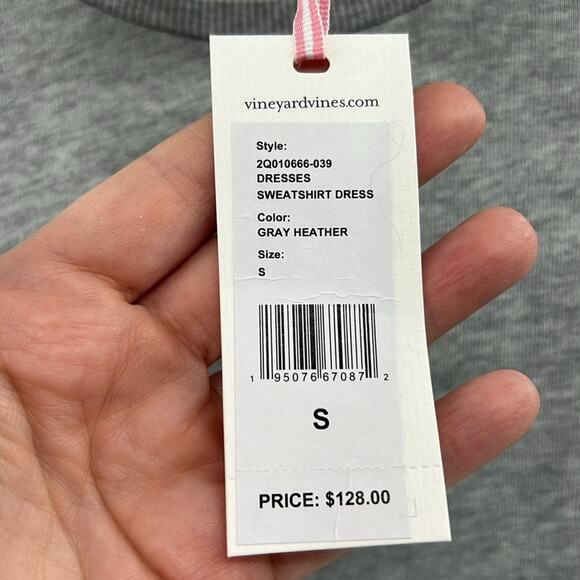 vineyardvines.com
Style:
2Q010666-039
DRESSES
SWEATSHIRT DRESS
Color:
GRAY HEATHER
Size:
S
1 95076 67087 2
S
PRICE: $128.00